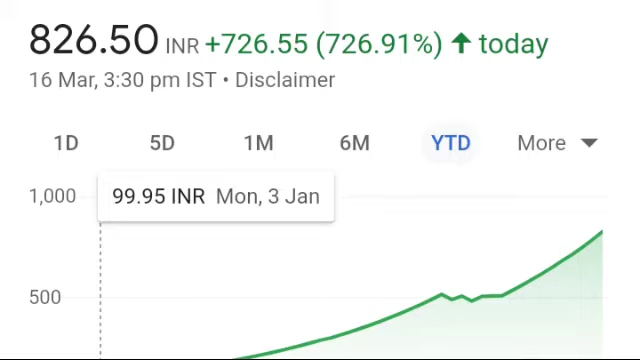 826.50 INR +726.55 (726.91%) ↑ today
16 Mar, 3:30 pm IST • Disclaimer
1D 5D 1M 6M YTD More
1,000
99.95 INR Mon, 3 Jan
500